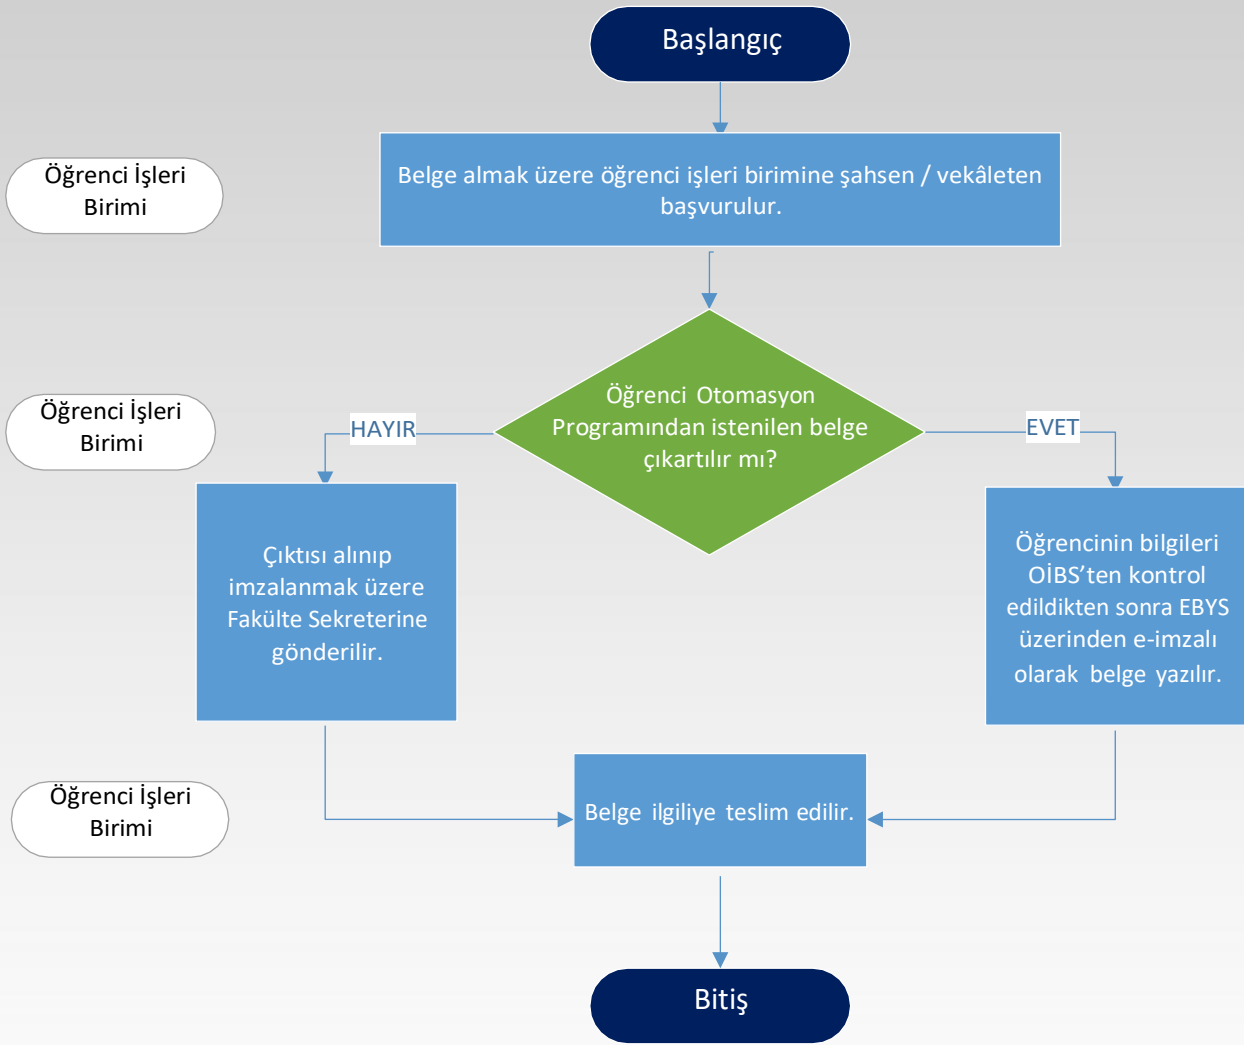 Başlangıç
Öğrenci İşleri
Birimi
Belge almak üzere öğrenci işleri birimine şahsen / vekâleten
başvurulur.
Öğrenci İşleri
Birimi
Öğrenci Otomasyon
Programından istenilen belge
çıkartılır mı?
HAYIR
EVET
Çıktısı alınıp
imzalanmak üzere
Fakülte Sekreterine
gönderilir.
Öğrencinin bilgileri
OİBS’ten kontrol
edildikten sonra EBYS
üzerinden e-imzalı
olarak belge yazılır.
Öğrenci İşleri
Birimi
Belge ilgiliye teslim edilir.
Bitiş